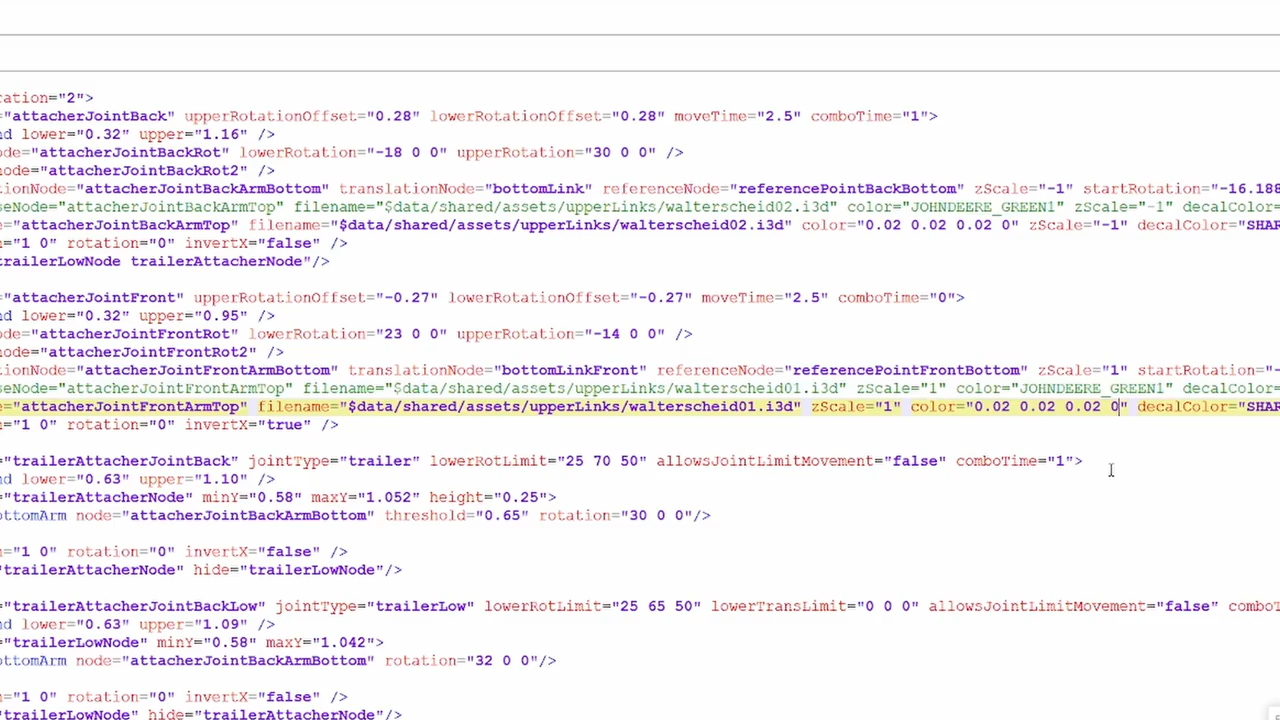 ration="2">
="attacherJointBack" upperRotationOffset="0.28" lowerRotationOffset="0.28" moveTime="2.5" comboTime="1">
nd lower="0.32" upper="1.16" />
ode="attacherJointBackRot" lowerRotation="-18 0 0" upperRotation="30 0 0" />
node="attacherJointBackRot2" />
tionNode="attacherJointBackArmBottom" translationNode="bottomLink" referenceNode="referencePointBackBottom" zScale="-1" startRotation="-16.188
seNode="attacherJointBackArmTop" filename="$data/shared/assets/upperLinks/walterscheid02.i3d" color="JOHNDEERE_GREEN1" zScale="-1" decalColor=
e="attacherJointBackArmTop" filename="$data/shared/assets/upperLinks/walterscheid02.i3d" color="0.02 0.02 0.02 0" zScale="-1" decalColor="SHAR
n="1 0" rotation="0" invertX="false" />
trailerLowNode trailerAttacherNode"/>
="attacherJointFront" upperRotationOffset="-0.27" lowerRotationOffset="-0.27" moveTime="2.5" comboTime="0">
nd lower="0.32" upper="0.95" />
ode="attacherJointFrontRot" lowerRotation="23 0 0" upperRotation="-14 0 0" />
node="attacherJointFrontRot2" />
tionNode="attacherJointFrontArmBottom" translationNode="bottomLinkFront" referenceNode="referencePointFrontBottom" zScale="1" startRotation="-
seNode="attacherJointFrontArmTop" filename="$data/shared/assets/upperLinks/walterscheid01.i3d" zScale="1" color="JOHNDEERE_GREEN1" decalColor=
e="attacherJointFrontArmTop" filename="$data/shared/assets/upperLinks/walterscheid01.i3d" zScale="1" color="0.02 0.02 0.02 0" decalColor="SHAR
n="1 0" rotation="0" invertX="true" />
="trailerAttacherJointBack" jointType="trailer" lowerRotLimit="25 70 50" allowsJointLimitMovement="false" comboTime="1">
nd lower="0.63" upper="1.10" />
="trailerAttacherNode" minY="0.58" maxY="1.052" height="0.25">
ottomArm node="attacherJointBackArmBottom" threshold="0.65" rotation="30 0 0"/>
n="1 0" rotation="0" invertX="false" />
"trailerAttacherNode" hide="trailerLowNode"/>
="trailerAttacherJointBackLow" jointType="trailerLow" lowerRotLimit="25 65 50" lowerTransLimit="0 0 0" allowsJointLimitMovement="false" comboT
nd lower="0.63" upper="1.09" />
="trailerLowNode" minY="0.58" maxY="1.042">
ottomArm node="attacherJointBackArmBottom" rotation="32 0 0"/>
n="1 0" rotation="0" invertX="false" />
"trailerLowNode" hide="trailerAttacherNode"/>